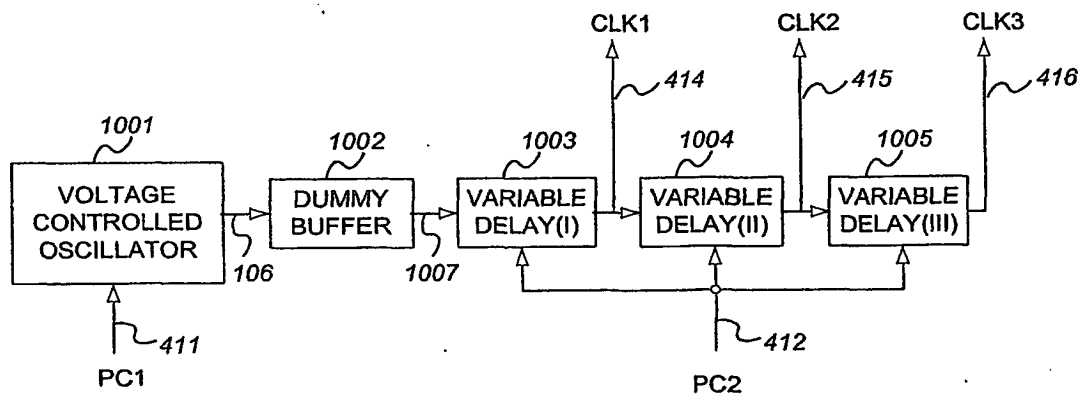 CLK1 CLK2 CLK3
414 415 416
1001 1002 1003 1004 1005
VOLTAGE
CONTROLLED
OSCILLATOR
DUMMY
BUFFER
VARIABLE
DELAY(I)
VARIABLE
DELAY(II)
VARIABLE
DELAY(III)
106 1007
411 412
PC1 PC2